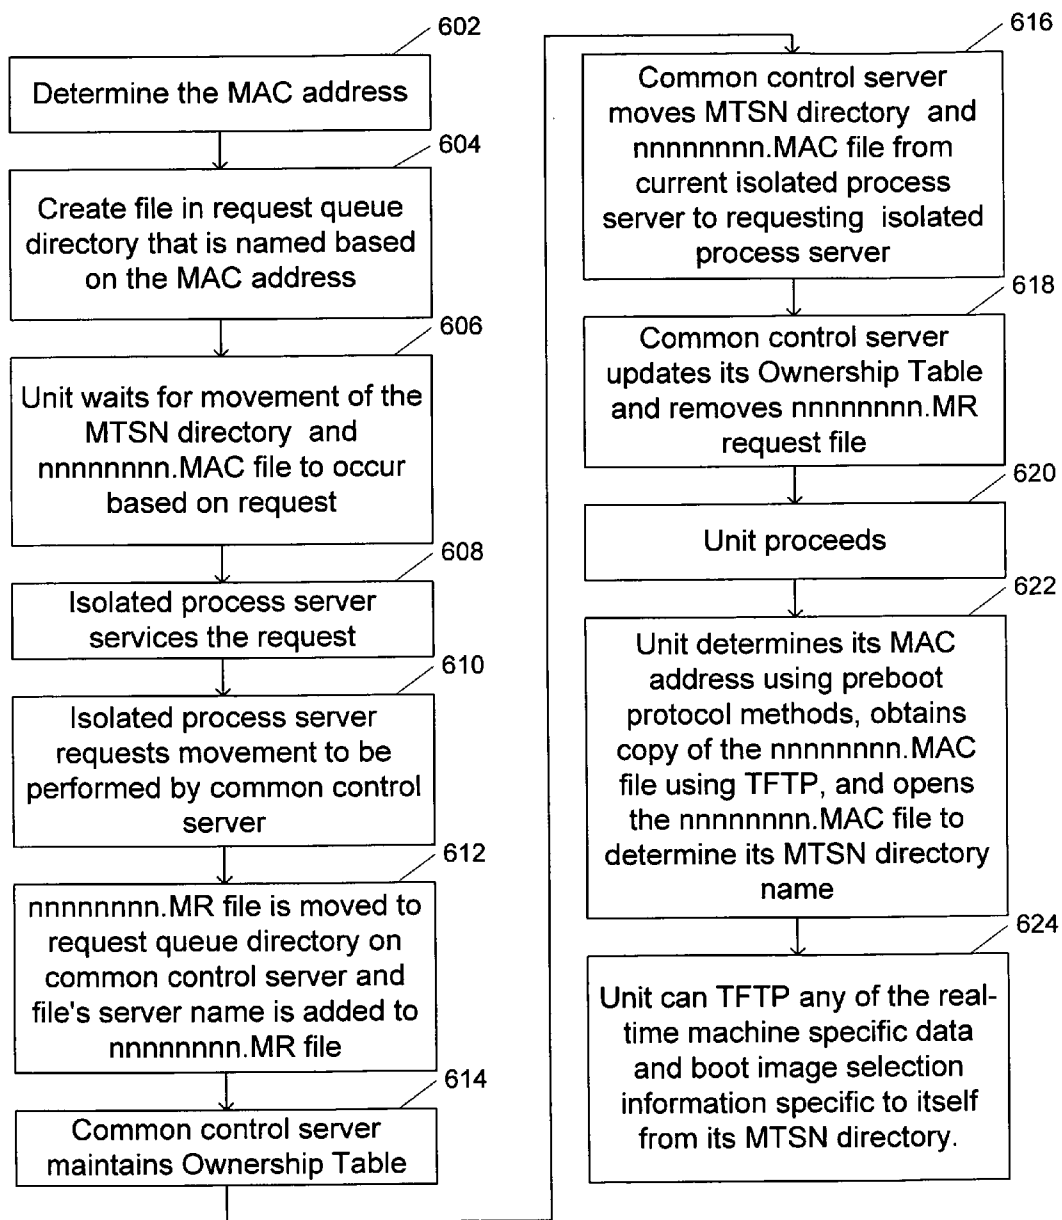 602
Determine the MAC address
604
Create file in request queue
directory that is named based
on the MAC address
606
Unit waits for movement of the
MTSN directory and
nnnnnnnn.MAC file to occur
based on request
608
Isolated process server
services the request
610
Isolated process server
requests movement to be
performed by common control
server
612
nnnnnnnn.MR file is moved to
request queue directory on
common control server and
file's server name is added to
nnnnnnnn.MR file
614
Common control server
maintains Ownership Table
616
Common control server
moves MTSN directory and
nnnnnnnn.MAC file from
current isolated process
server to requesting isolated
process server
618
Common control server
updates its Ownership Table
and removes nnnnnnnn.MR
request file
620
Unit proceeds
622
Unit determines its MAC
address using preboot
protocol methods, obtains
copy of the nnnnnnnn.MAC
file using TFTP, and opens
the nnnnnnnn.MAC file to
determine its MTSN directory
name
624
Unit can TFTP any of the real-
time machine specific data
and boot image selection
information specific to itself
from its MTSN directory.